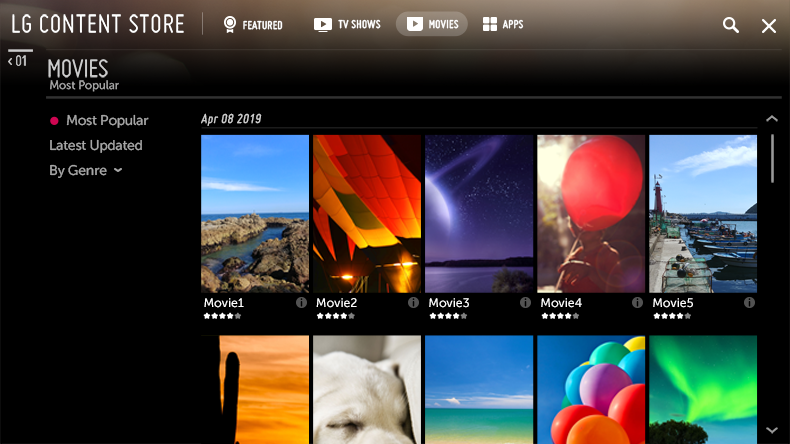 LG CONTENT STORE FEATURED TV SHOWS MOVIES APPS
<01
MOVIES
Most Popular
Most Popular
Latest Updated
By Genre
Apr 08 2019
Movie1 Movie2 Movie3 Movie4 Movie5